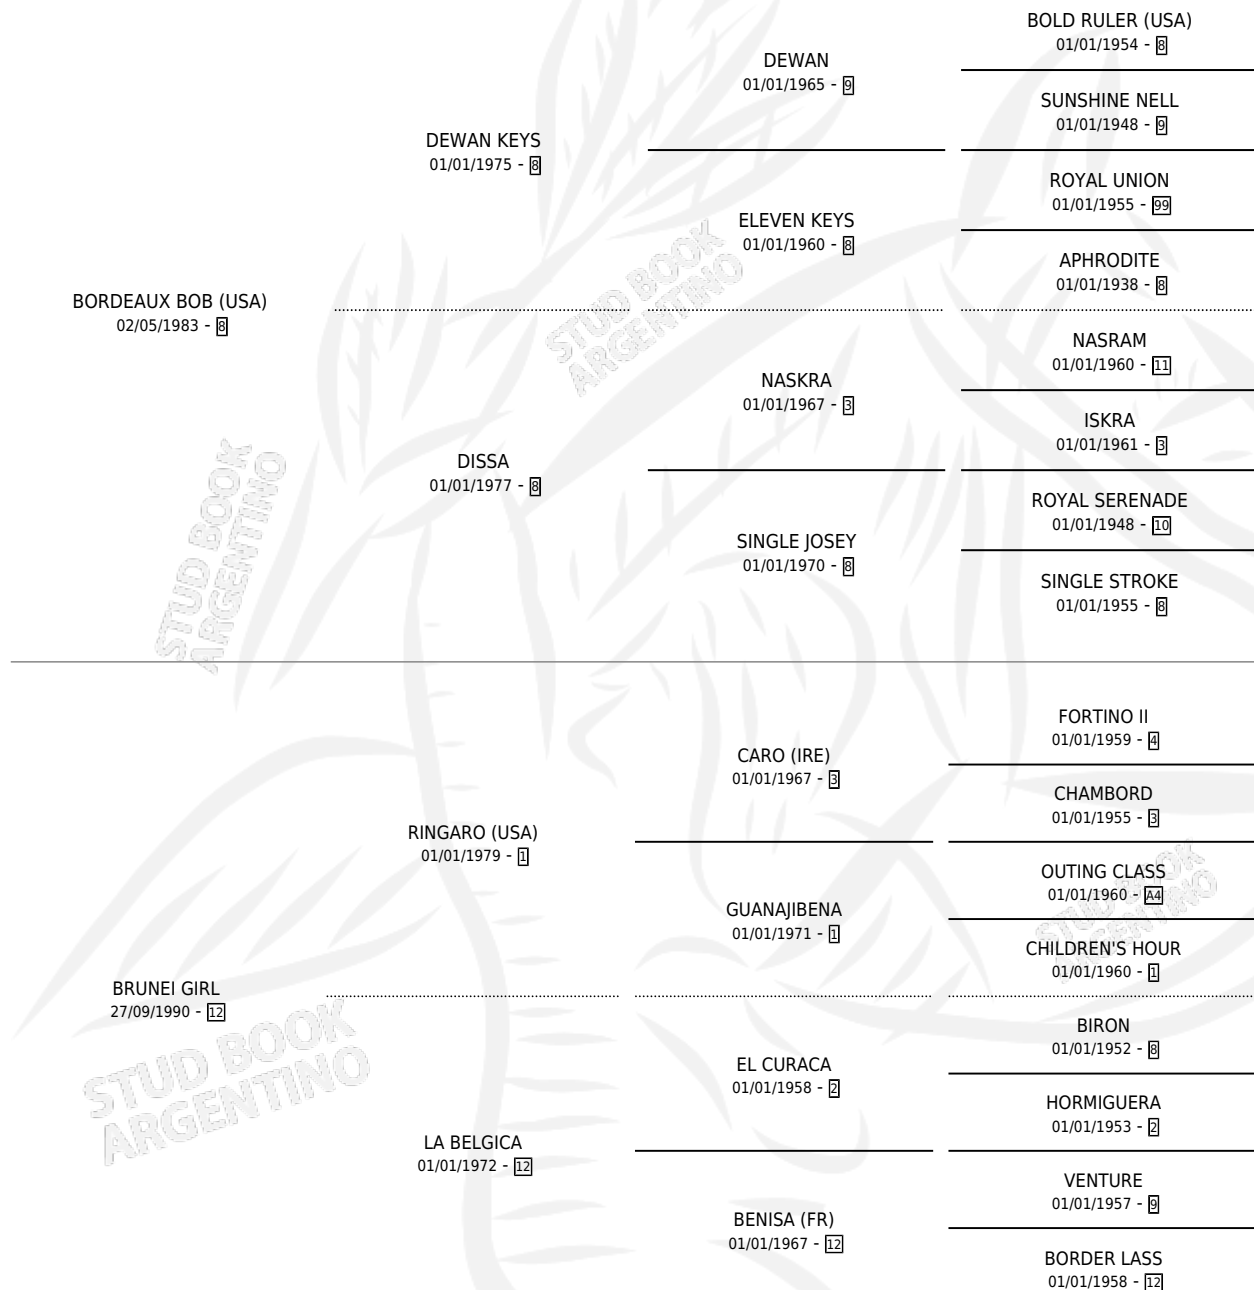 BOLD RULER (USA)
01/01/1954 - 8
DEWAN
01/01/1965 - 9
SUNSHINE NELL
01/01/1948 - 9
DEWAN KEYS
01/01/1975 - 8
ROYAL UNION
01/01/1955 - 99
ELEVEN KEYS
01/01/1960 - 8
APHRODITE
01/01/1938 - 8
BORDEAUX BOB (USA)
02/05/1983 - 8
NASRAM
01/01/1960 - 11
NASKRA
01/01/1967 - 3
ISKRA
01/01/1961 - 3
DISSA
01/01/1977 - 8
ROYAL SERENADE
01/01/1948 - 10
SINGLE JOSEY
01/01/1970 - 8
SINGLE STROKE
01/01/1955 - 8
FORTINO II
01/01/1959 - 4
CARO (IRE)
01/01/1967 - 3
CHAMBORD
01/01/1955 - 3
RINGARO (USA)
01/01/1979 - 1
OUTING CLASS
01/01/1960 - A4
GUANAJIBENA
01/01/1971 - 1
CHILDREN'S HOUR
01/01/1960 - 1
BRUNEI GIRL
27/09/1990 - 12
BIRON
01/01/1952 - 8
EL CURACA
01/01/1958 - 2
HORMIGUERA
01/01/1953 - 2
LA BELGICA
01/01/1972 - 12
VENTURE
01/01/1957 - 9
BENISA (FR)
01/01/1967 - 12
BORDER LASS
01/01/1958 - 12
STUD BOOK
ARGENTINO
STUD BOOK
ARGENTINO
STUD BOOK
ARGENTINO
STUD BOOK
ARGENTINO